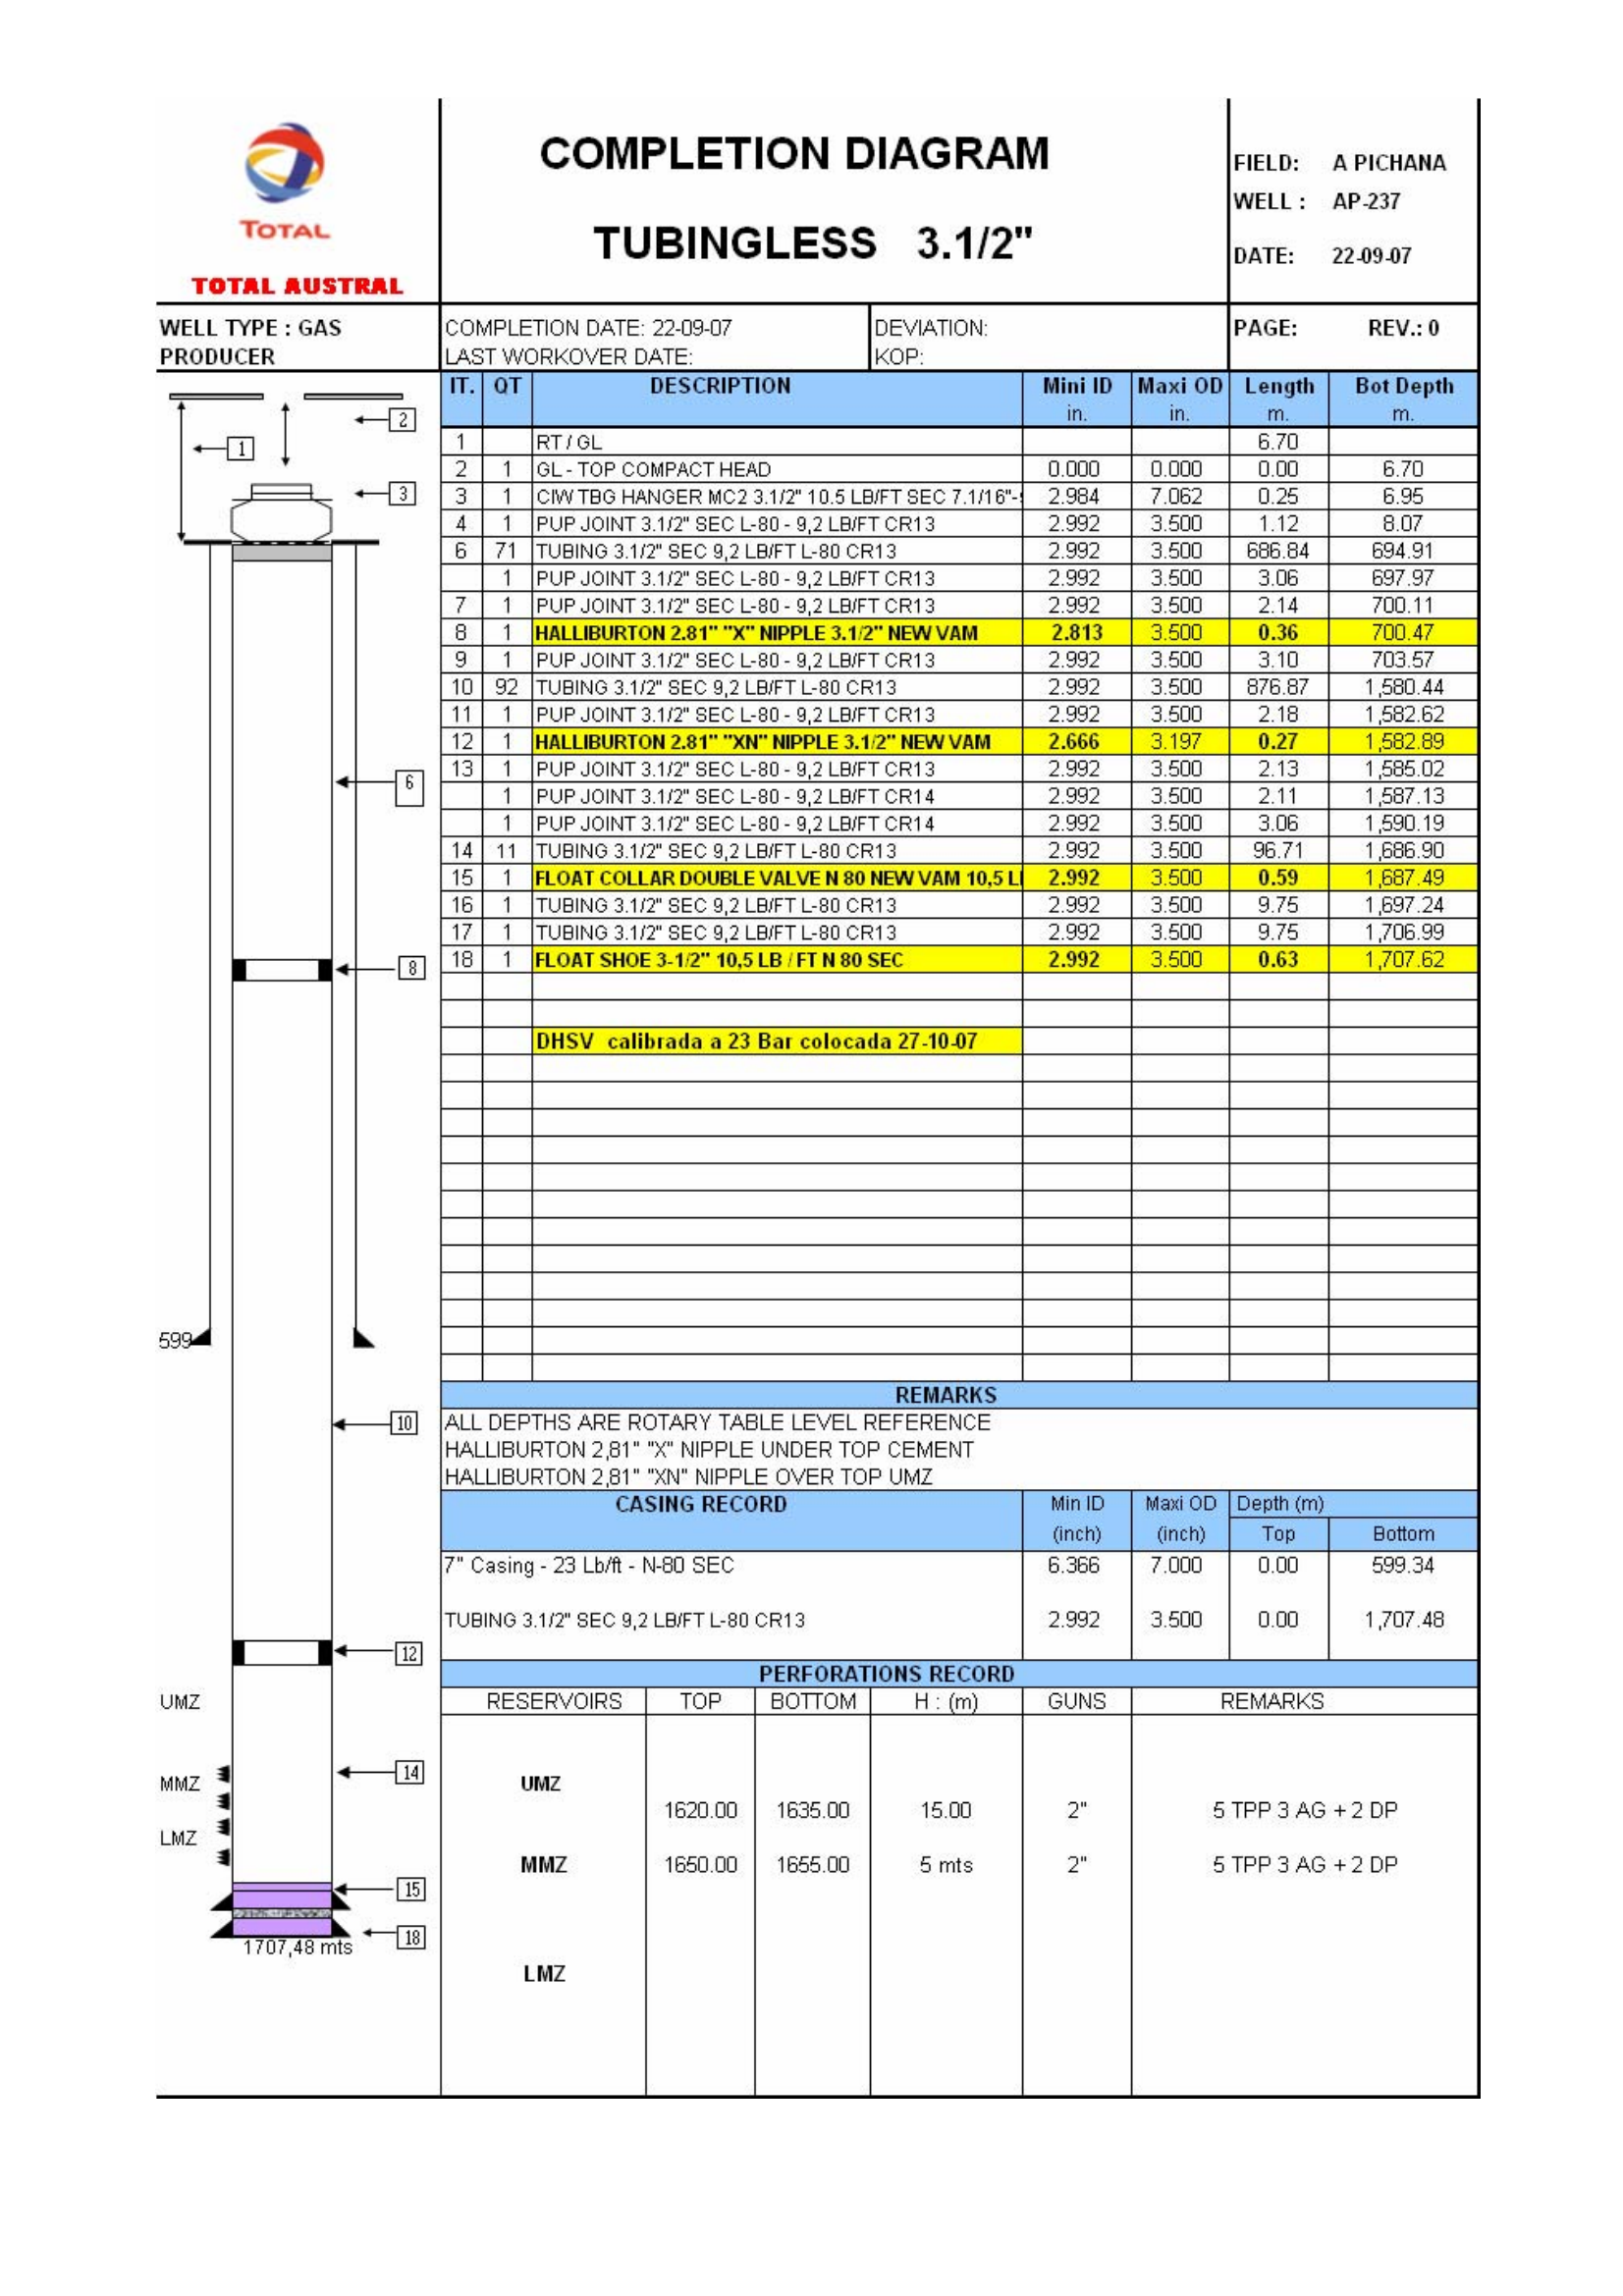 TOTAL
TOTAL AUSTRAL
COMPLETION DIAGRAM
TUBINGLESS 3.1/2"
FIELD: A PICHANA
WELL : AP-237
DATE: 22-09-07
WELL TYPE : GAS
PRODUCER
COMPLETION DATE: 22-09-07
LAST WORKOVER DATE:
DEVIATION:
KOP:
PAGE: REV.: 0
IT. QT DESCRIPTION Mini ID Maxi OD Length Bot Depth
in. in. m. m.
1 RT / GL 6.70
2 1 GL - TOP COMPACT HEAD 0.000 0.000 0.00 6.70
3 1 CIW TBG HANGER MC2 3.1/2" 10.5 LB/FT SEC 7.1/16"- 2.984 7.062 0.25 6.95
4 1 PUP JOINT 3.1/2" SEC L-80 - 9,2 LB/FT CR13 2.992 3.500 1.12 8.07
6 71 TUBING 3.1/2" SEC 9,2 LB/FT L-80 CR13 2.992 3.500 686.84 694.91
1 PUP JOINT 3.1/2" SEC L-80 - 9,2 LB/FT CR13 2.992 3.500 3.06 697.97
7 1 PUP JOINT 3.1/2" SEC L-80 - 9,2 LB/FT CR13 2.992 3.500 2.14 700.11
8 1 HALLIBURTON 2.81" "X" NIPPLE 3.1/2" NEW VAM 2.813 3.500 0.36 700.47
9 1 PUP JOINT 3.1/2" SEC L-80 - 9,2 LB/FT CR13 2.992 3.500 3.10 703.57
10 92 TUBING 3.1/2" SEC 9,2 LB/FT L-80 CR13 2.992 3.500 876.87 1,580.44
11 1 PUP JOINT 3.1/2" SEC L-80 - 9,2 LB/FT CR13 2.992 3.500 2.18 1,582.62
12 1 HALLIBURTON 2.81" "XN" NIPPLE 3.1/2" NEW VAM 2.666 3.197 0.27 1,582.89
13 1 PUP JOINT 3.1/2" SEC L-80 - 9,2 LB/FT CR13 2.992 3.500 2.13 1,585.02
1 PUP JOINT 3.1/2" SEC L-80 - 9,2 LB/FT CR14 2.992 3.500 2.11 1,587.13
1 PUP JOINT 3.1/2" SEC L-80 - 9,2 LB/FT CR14 2.992 3.500 3.06 1,590.19
14 11 TUBING 3.1/2" SEC 9,2 LB/FT L-80 CR13 2.992 3.500 96.71 1,686.90
15 1 FLOAT COLLAR DOUBLE VALVE N 80 NEW VAM 10,5 L 2.992 3.500 0.59 1,687.49
16 1 TUBING 3.1/2" SEC 9,2 LB/FT L-80 CR13 2.992 3.500 9.75 1,697.24
17 1 TUBING 3.1/2" SEC 9,2 LB/FT L-80 CR13 2.992 3.500 9.75 1,706.99
18 1 FLOAT SHOE 3-1/2" 10,5 LB / FT N 80 SEC 2.992 3.500 0.63 1,707.62
DHSV calibrada a 23 Bar colocada 27-10-07
2
1
3
6
8
599
10
12
UMZ
14
MMZ
LMZ
15
18
1707,48 mts
REMARKS
ALL DEPTHS ARE ROTARY TABLE LEVEL REFERENCE
HALLIBURTON 2,81" "X" NIPPLE UNDER TOP CEMENT
HALLIBURTON 2,81" "XN" NIPPLE OVER TOP UMZ
CASING RECORD Min ID Maxi OD Depth (m)
(inch) (inch) Top Bottom
7" Casing - 23 Lb/ft - N-80 SEC 6.366 7.000 0.00 599.34
TUBING 3.1/2" SEC 9,2 LB/FT L-80 CR13 2.992 3.500 0.00 1,707.48
PERFORATIONS RECORD
RESERVOIRS TOP BOTTOM H : (m) GUNS REMARKS
UMZ
1620.00 1635.00 15.00 2" 5 TPP 3 AG + 2 DP
MMZ 1650.00 1655.00 5 mts 2" 5 TPP 3 AG + 2 DP
LMZ